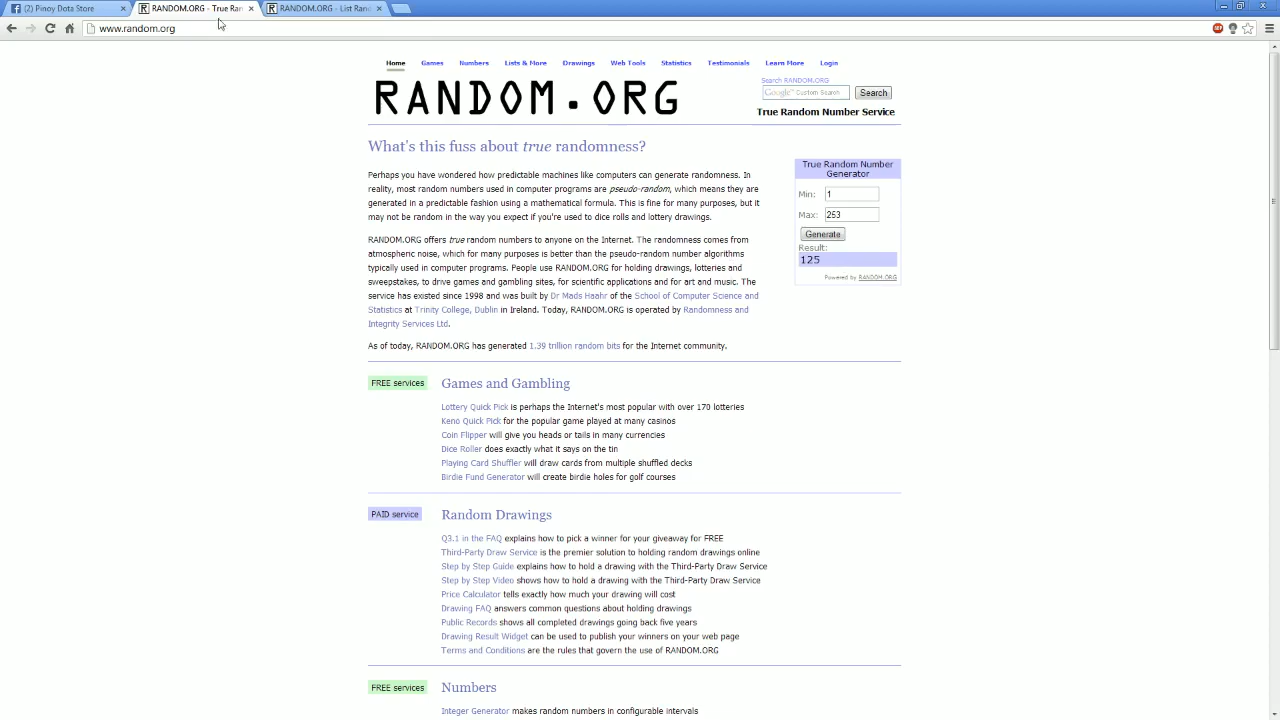 (2) Pinoy Dota Store
RANDOM.ORG - True Ran
RANDOM.ORG - List Rand
www.random.org
Home Games Numbers Lists & More Drawings Web Tools Statistics Testimonials Learn More Login
RANDOM.ORG
Search RANDOM.ORG
Google™ Custom Search Search
True Random Number Service
What's this fuss about true randomness?
Perhaps you have wondered how predictable machines like computers can generate randomness. In
reality, most random numbers used in computer programs are pseudo-random, which means they are
generated in a predictable fashion using a mathematical formula. This is fine for many purposes, but it
may not be random in the way you expect if you're used to dice rolls and lottery drawings.
RANDOM.ORG offers true random numbers to anyone on the Internet. The randomness comes from
atmospheric noise, which for many purposes is better than the pseudo-random number algorithms
typically used in computer programs. People use RANDOM.ORG for holding drawings, lotteries and
sweepstakes, to drive games and gambling sites, for scientific applications and for art and music. The
service has existed since 1998 and was built by Dr Mads Haahr of the School of Computer Science and
Statistics at Trinity College, Dublin in Ireland. Today, RANDOM.ORG is operated by Randomness and
Integrity Services Ltd.
As of today, RANDOM.ORG has generated 1.39 trillion random bits for the Internet community.
True Random Number
Generator
Min: 1
Max: 253
Generate
Result:
125
Powered by RANDOM.ORG
FREE services
Games and Gambling
Lottery Quick Pick is perhaps the Internet's most popular with over 170 lotteries
Keno Quick Pick for the popular game played at many casinos
Coin Flipper will give you heads or tails in many currencies
Dice Roller does exactly what it says on the tin
Playing Card Shuffler will draw cards from multiple shuffled decks
Birdie Fund Generator will create birdie holes for golf courses
PAID service
Random Drawings
Q3.1 in the FAQ explains how to pick a winner for your giveaway for FREE
Third-Party Draw Service is the premier solution to holding random drawings online
Step by Step Guide explains how to hold a drawing with the Third-Party Draw Service
Step by Step Video shows how to hold a drawing with the Third-Party Draw Service
Price Calculator tells exactly how much your drawing will cost
Drawing FAQ answers common questions about holding drawings
Public Records shows all completed drawings going back five years
Drawing Result Widget can be used to publish your winners on your web page
Terms and Conditions are the rules that govern the use of RANDOM.ORG
FREE services
Numbers
Integer Generator makes random numbers in configurable intervals